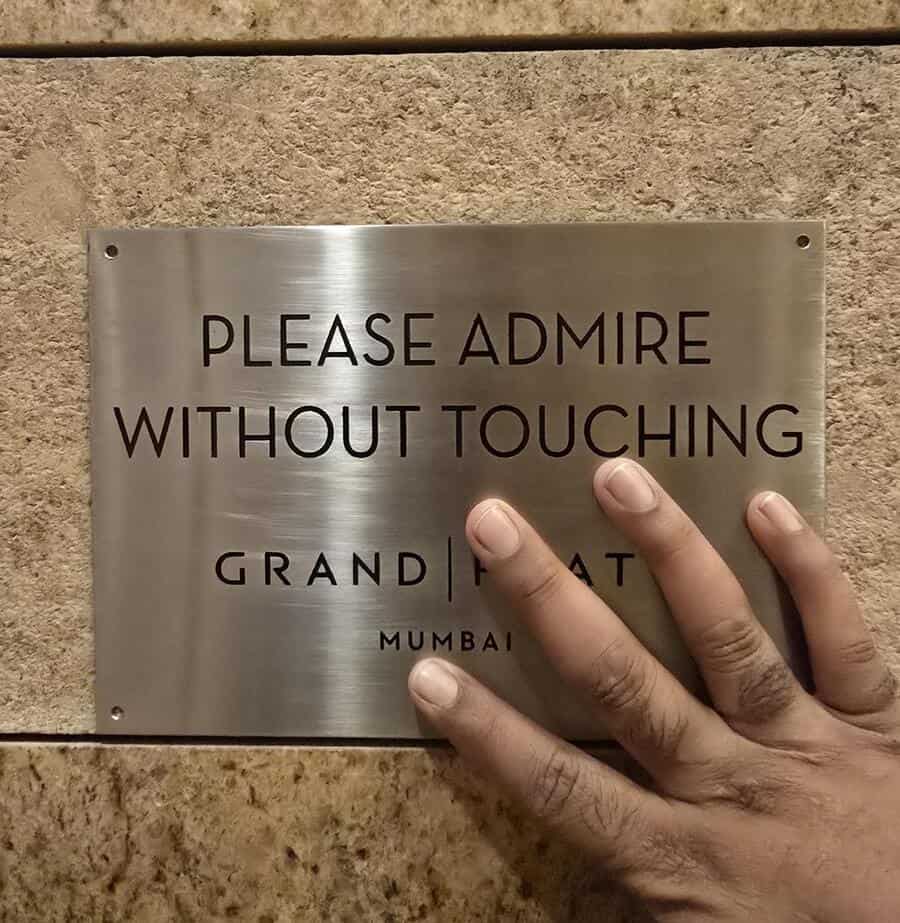 PLEASE ADMIRE
WITHOUT TOUCHING
GRAND
MUMBAI